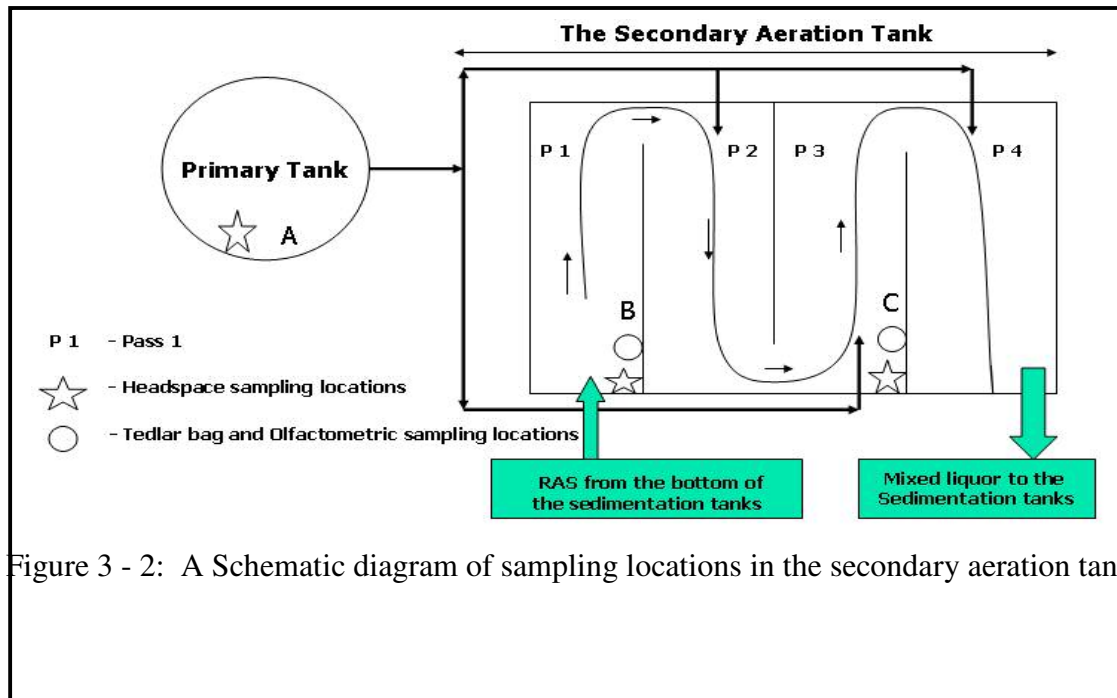 The Secondary Aeration Tank
Primary Tank
A
P 1
P 2
P 3
P 4
B
C
P 1 - Pass 1
- Headspace sampling locations
- Tedlar bag and Olfactometric sampling locations
RAS from the bottom of
the sedimentation tanks
Mixed liquor to the
Sedimentation tanks
Figure 3 - 2: A Schematic diagram of sampling locations in the secondary aeration tan